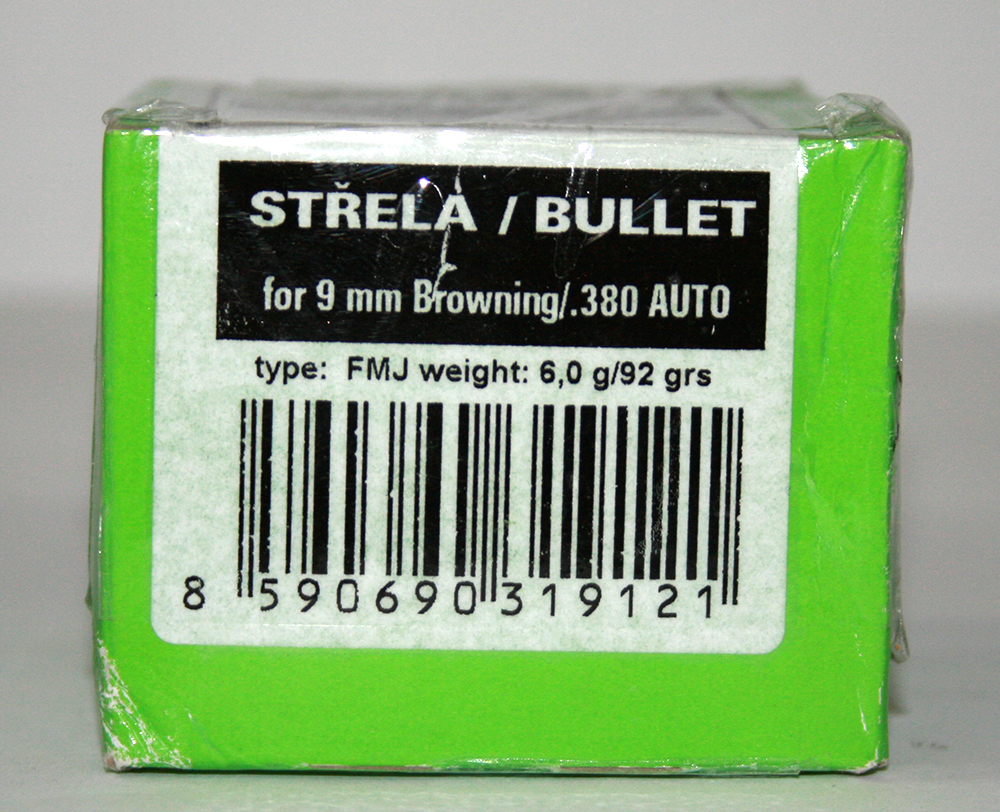 STŘELA / BULLET
for 9 mm Browning/.380 AUTO
type: FMJ weight: 6,0 g/92 grs
8 590690 319121